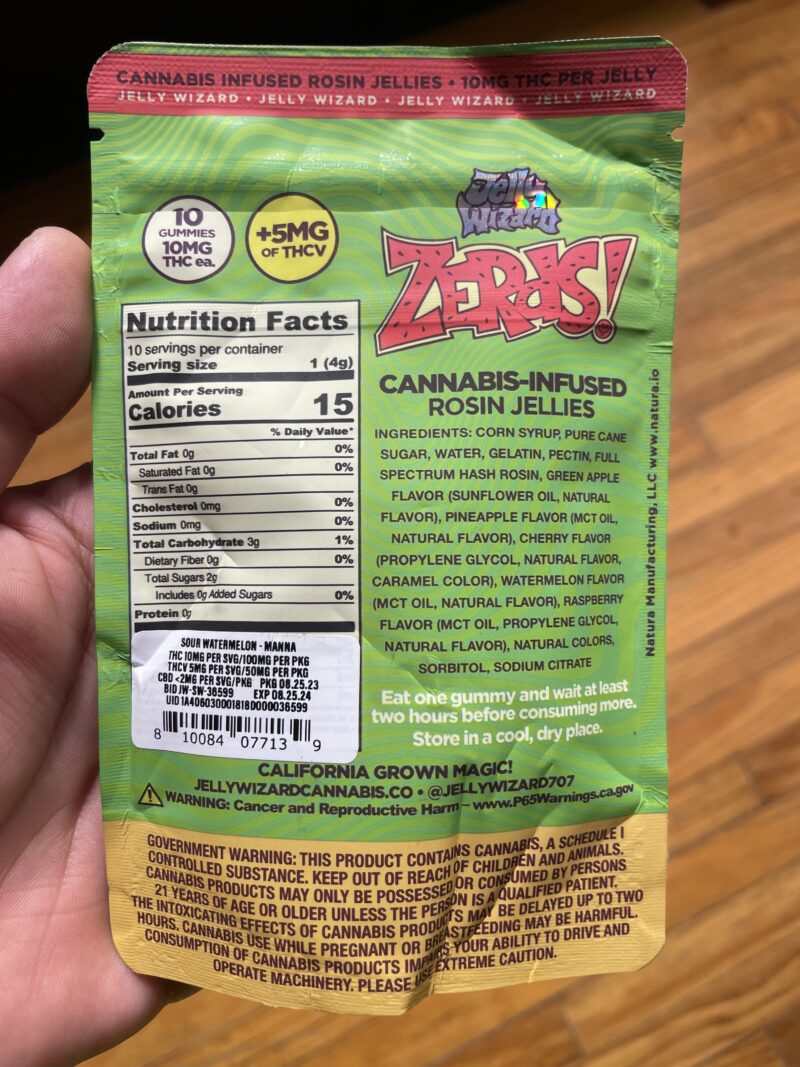 CANNABIS INFUSED ROSIN JELLIES • 10MG THC PER JELLY
JELLY WIZARD • JELLY WIZARD • JELLY WIZARD • JELLY WIZARD
Jelly
Wizard
10
GUMMIES
10MG
THC ea.
+5MG
OF THCV
ZERDS!
Nutrition Facts
10 servings per container
Serving size 1 (4g)
Amount Per Serving
Calories 15
% Daily Value*
Total Fat 0g 0%
Saturated Fat 0g 0%
Trans Fat 0g
Cholesterol 0mg 0%
Sodium 0mg 0%
Total Carbohydrate 3g 1%
Dietary Fiber 0g 0%
Total Sugars 2g
Includes 0g Added Sugars 0%
Protein 0g
SOUR WATERMELON - MANNA
THC 10MG PER SVG/100MG PER PKG
THCV 5MG PER SVG/50MG PER PKG
CBD <2MG PER SVG/PKG PKG 08.25.23
BID JW-SW-36599 EXP 08.25.24
UID 1A4060300018180000036599
8 10084 07713 9
CANNABIS-INFUSED
ROSIN JELLIES
INGREDIENTS: CORN SYRUP, PURE CANE
SUGAR, WATER, GELATIN, PECTIN, FULL
SPECTRUM HASH ROSIN, GREEN APPLE
FLAVOR (SUNFLOWER OIL, NATURAL
FLAVOR), PINEAPPLE FLAVOR (MCT OIL,
NATURAL FLAVOR), CHERRY FLAVOR
(PROPYLENE GLYCOL, NATURAL FLAVOR,
CARAMEL COLOR), WATERMELON FLAVOR
(MCT OIL, NATURAL FLAVOR), RASPBERRY
FLAVOR (MCT OIL, PROPYLENE GLYCOL,
NATURAL FLAVOR), NATURAL COLORS,
SORBITOL, SODIUM CITRATE
Eat one gummy and wait at least
two hours before consuming more.
Store in a cool, dry place.
Natura Manufacturing, LLC www.natura.io
CALIFORNIA GROWN MAGIC!
JELLYWIZARDCANNABIS.CO • @JELLYWIZARD707
WARNING: Cancer and Reproductive Harm – www.P65Warnings.ca.gov
GOVERNMENT WARNING: THIS PRODUCT CONTAINS CANNABIS, A SCHEDULE I
CONTROLLED SUBSTANCE. KEEP OUT OF REACH OF CHILDREN AND ANIMALS.
CANNABIS PRODUCTS MAY ONLY BE POSSESSED OR CONSUMED BY PERSONS
21 YEARS OF AGE OR OLDER UNLESS THE PERSON IS A QUALIFIED PATIENT.
THE INTOXICATING EFFECTS OF CANNABIS PRODUCTS MAY BE DELAYED UP TO TWO
HOURS. CANNABIS USE WHILE PREGNANT OR BREASTFEEDING MAY BE HARMFUL.
CONSUMPTION OF CANNABIS PRODUCTS IMPAIRS YOUR ABILITY TO DRIVE AND
OPERATE MACHINERY. PLEASE USE EXTREME CAUTION.